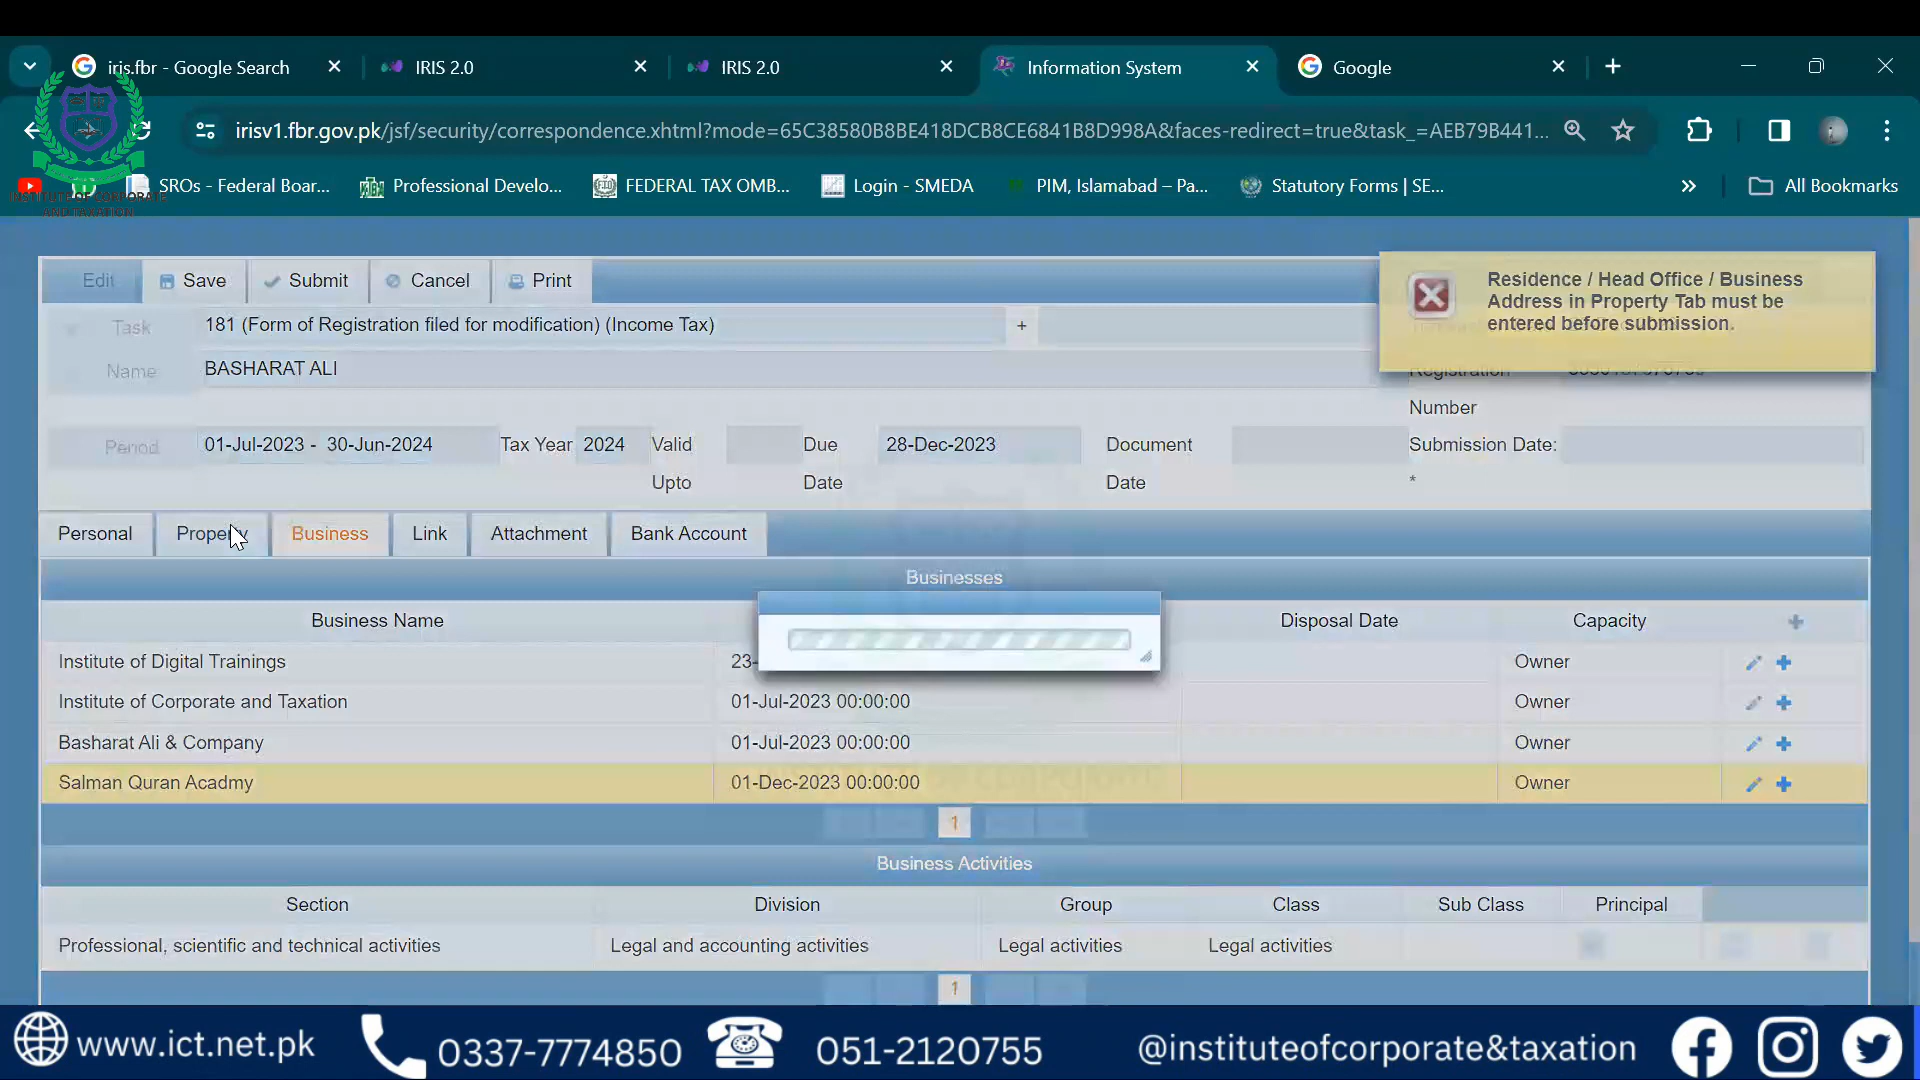 iris.fbr - Google Search
IRIS 2.0
IRIS 2.0
Information System
Google
irisv1.fbr.gov.pk/jsf/security/correspondence.xhtml?mode=65C38580B8BE418DCB8CE6841B8D998A&faces-redirect=true&task_=AEB79B441...
SROs - Federal Boar...
Professional Develo...
FEDERAL TAX OMB...
Login - SMEDA
PIM, Islamabad – Pa...
Statutory Forms | SE...
»
All Bookmarks
INSTITUTE OF CORPORATE
AND TAXATION
Edit
Save
Submit
Cancel
Print
Residence / Head Office / Business
Address in Property Tab must be
entered before submission.
Task
181 (Form of Registration filed for modification) (Income Tax)
+
Name
BASHARAT ALI
Registration
Number
Period
01-Jul-2023 - 30-Jun-2024
Tax Year
2024
Valid
Upto
Due
Date
28-Dec-2023
Document
Date
Submission Date:
*
Personal
Property
Business
Link
Attachment
Bank Account
Businesses
Business Name
Disposal Date
Capacity
Institute of Digital Trainings
23-
Owner
Institute of Corporate and Taxation
01-Jul-2023 00:00:00
Owner
Basharat Ali & Company
01-Jul-2023 00:00:00
Owner
Salman Quran Acadmy
01-Dec-2023 00:00:00
Owner
1
Business Activities
Section
Division
Group
Class
Sub Class
Principal
Professional, scientific and technical activities
Legal and accounting activities
Legal activities
Legal activities
1
www.ict.net.pk
0337-7774850
051-2120755
@instituteofcorporate&taxation